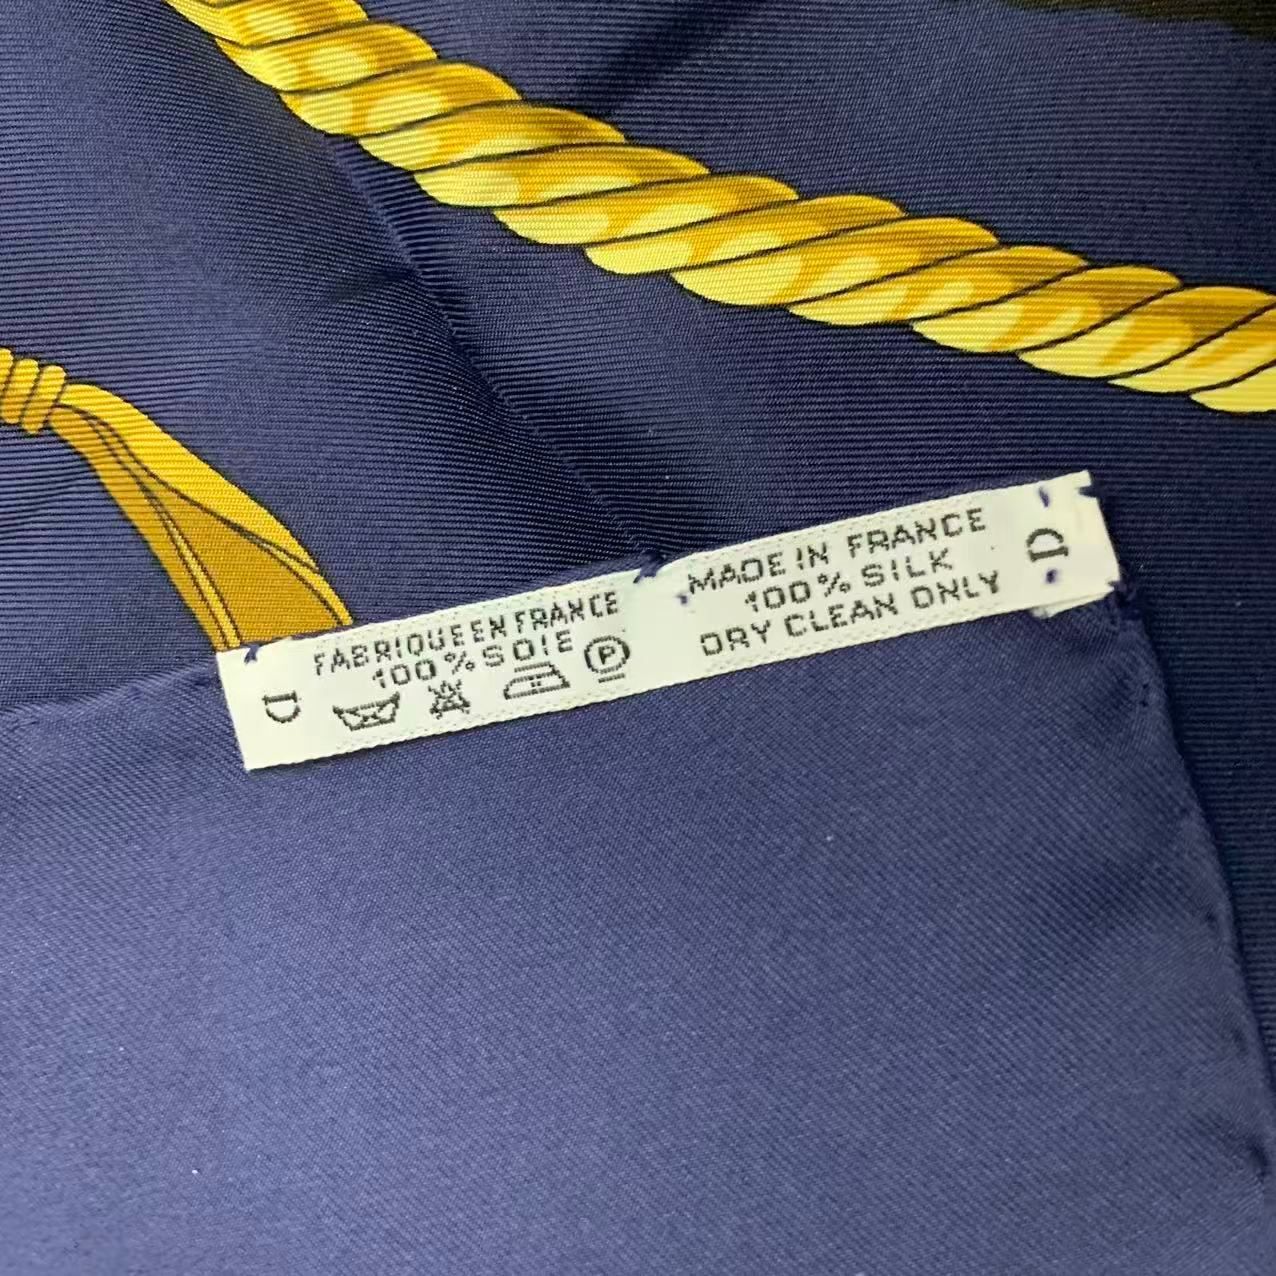 FABRIQUE EN FRANCE
100% SOIE
D
P
MADE IN FRANCE
100% SILK
DRY CLEAN ONLY
-D-